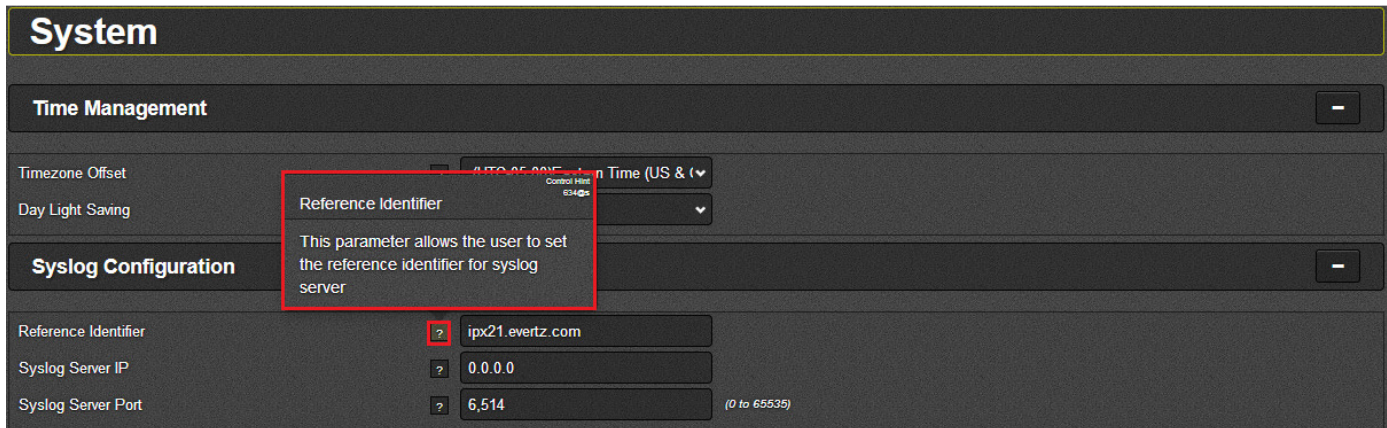 System
Time Management
−
Timezone Offset
n Time (US & (
Control Hint
634@s
Day Light Saving
Reference Identifier
This parameter allows the user to set
the reference identifier for syslog
server
Syslog Configuration
−
Reference Identifier ? ipx21.evertz.com
Syslog Server IP ? 0.0.0.0
Syslog Server Port ? 6,514 (0 to 65535)